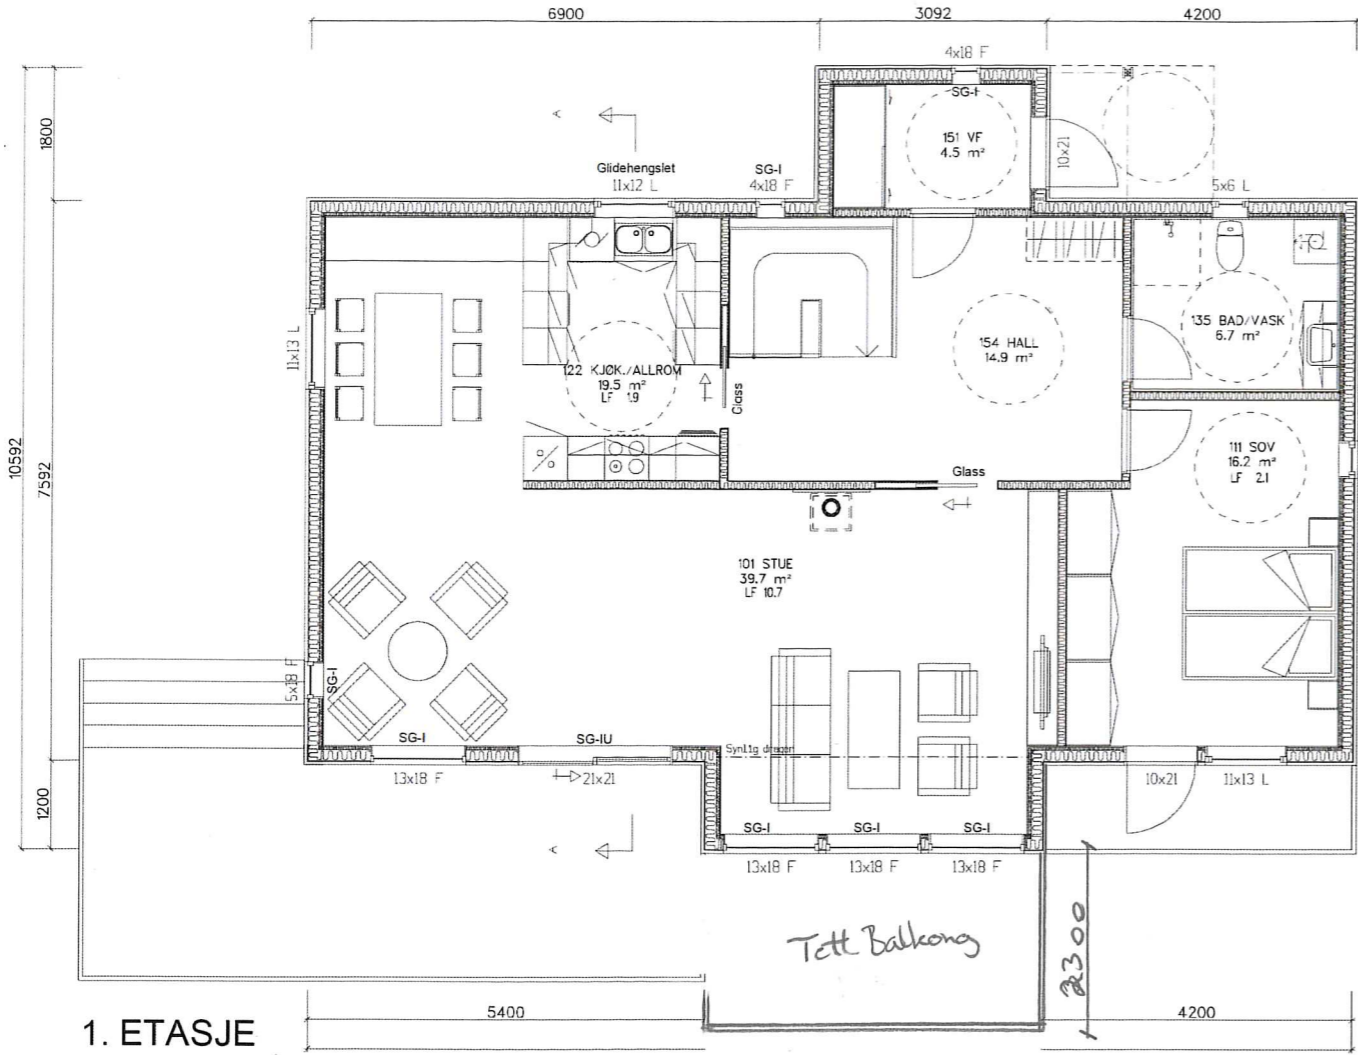 6900
3092
4200
4x18 F
SG-I
1800
A
Glidehengslet
11x12 L
SG-I
4x18 F
151 VF
4.5 m²
10x21
5x6 L
11x13 L
122 KJØK./ALLROM
19.5 m²
LF 1.9
Glass
154 HALL
14.9 m²
135 BAD/VASK
6.7 m²
10592
7592
Glass
111 SOV
16.2 m²
LF 2.1
101 STUE
39.7 m²
LF 10.7
5x18 F
SG-I
SG-I
SG-IU
Synlig drager
13x18 F
21x21
10x21
11x13 L
1200
A
SG-I
SG-I
SG-I
13x18 F
13x18 F
13x18 F
Tett Balkong
2300
5400
4200
1. ETASJE